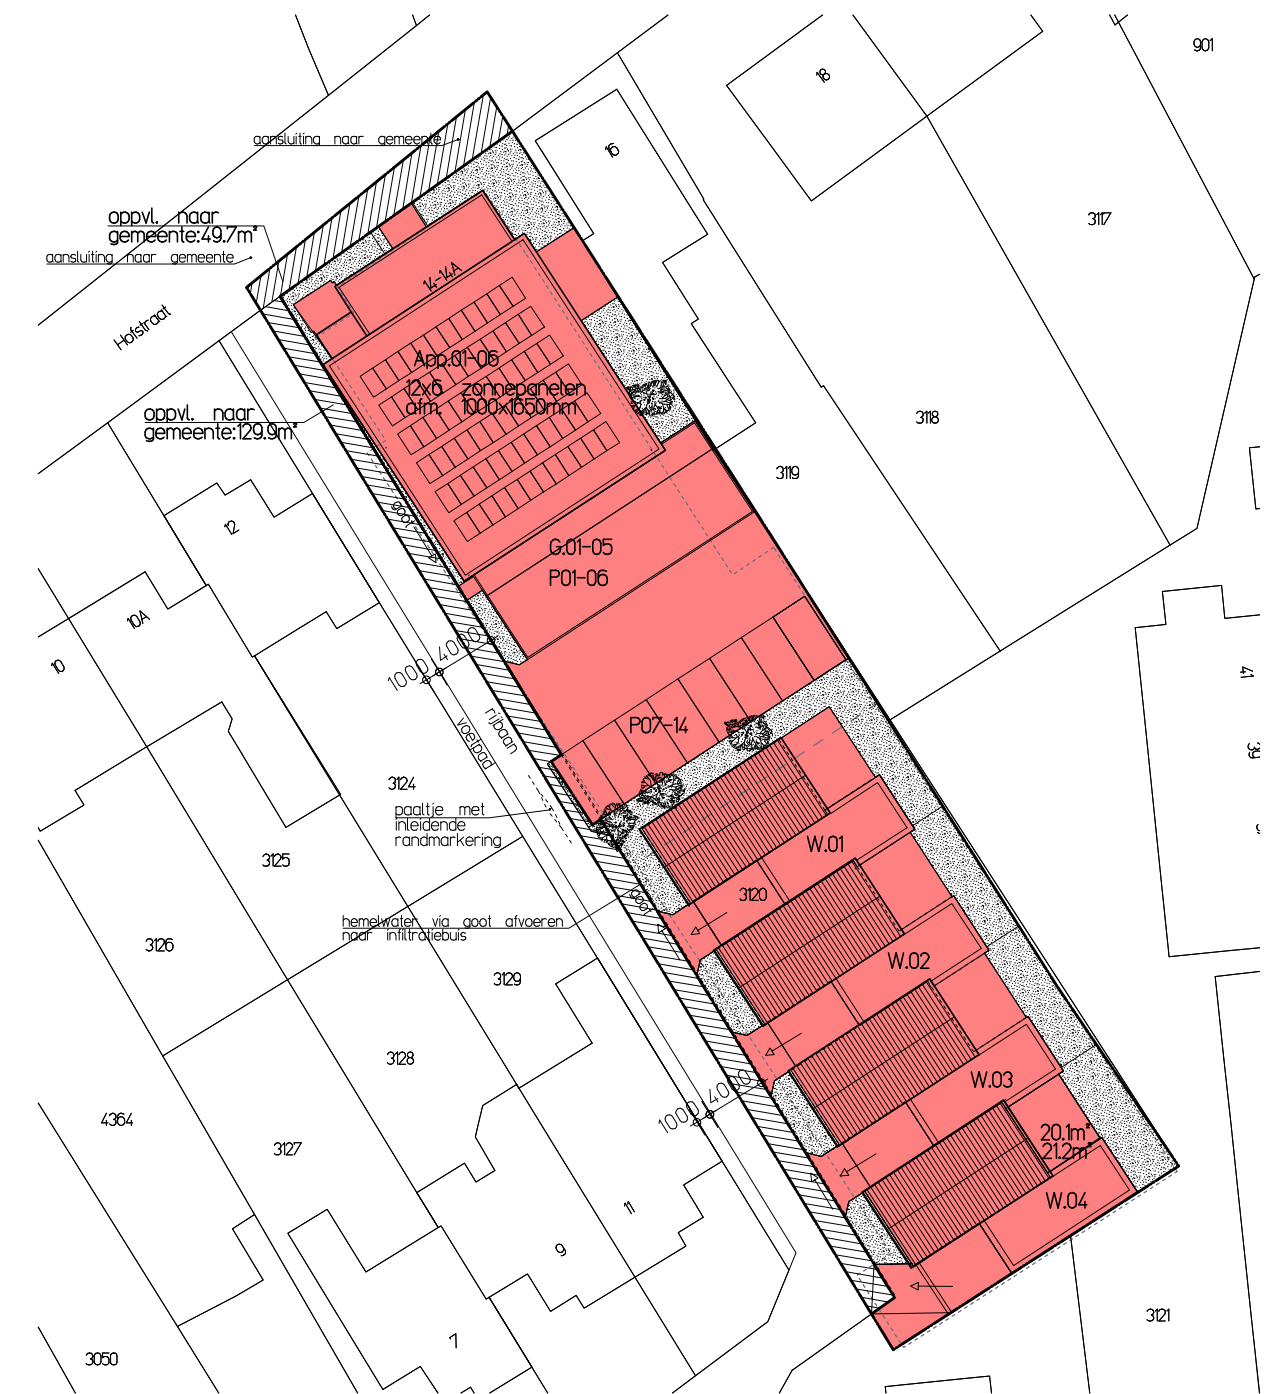 901
18
aansluiting naar gemeente
16
oppvl. naar
gemeente:49.7m²
3117
aansluiting naar gemeente
14-14A
Hofstraat
App.01-06
12x6 zonnepanelen
afm. 1000x1650mm
oppvl. naar
gemeente:129.9m²
3118
3119
12
goot
G.01-05
P01-06
10A
10
1000 4000
41
39
rijbaan
voetpad
P07-14
3124
paaltje met
inleidende
randmarkering
3125
W.01
3120
goot
hemelwater via goot afvoeren
naar infiltratiebuis
3126
W.02
3129
3128
1000 4000
W.03
4364
20.1m²
21.2m²
3127
W.04
11
9
3121
7
3050